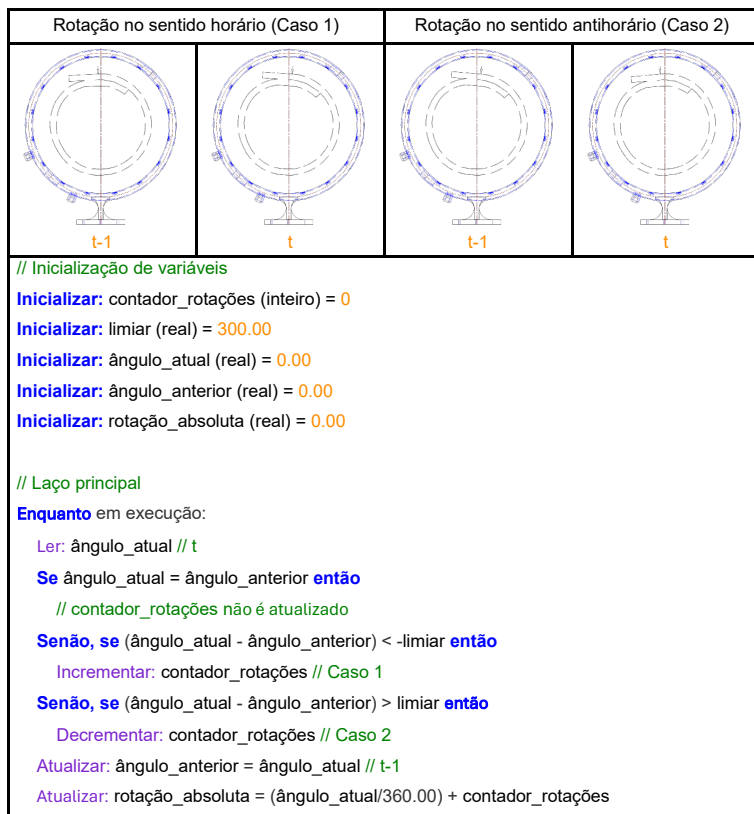 Rotação no sentido horário (Caso 1)
Rotação no sentido antihorário (Caso 2)
t-1
t
t-1
t
// Inicialização de variáveis
Inicializar: contador_rotações (inteiro) = 0
Inicializar: limiar (real) = 300.00
Inicializar: ângulo_atual (real) = 0.00
Inicializar: ângulo_anterior (real) = 0.00
Inicializar: rotação_absoluta (real) = 0.00
// Laço principal
Enquanto em execução:
Ler: ângulo_atual // t
Se ângulo_atual = ângulo_anterior então
// contador_rotações não é atualizado
Senão, se (ângulo_atual - ângulo_anterior) < -limiar então
Incrementar: contador_rotações // Caso 1
Senão, se (ângulo_atual - ângulo_anterior) > limiar então
Decrementar: contador_rotações // Caso 2
Atualizar: ângulo_anterior = ângulo_atual // t-1
Atualizar: rotação_absoluta = (ângulo_atual/360.00) + contador_rotações